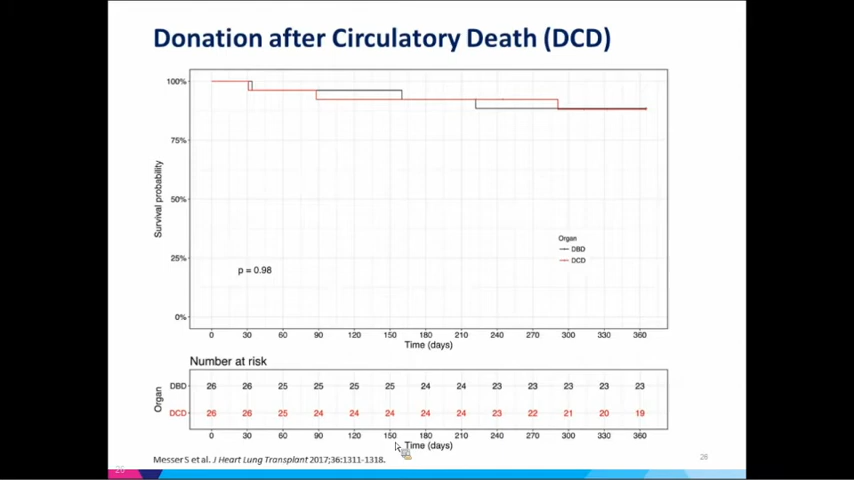 Donation after Circulatory Death (DCD)
100%
75%
50%
25%
0%
Survival probability
p = 0.98
Organ
DBD
DCD
0 30 60 90 120 150 180 210 240 270 300 330 360
Time (days)
Number at risk
Organ
DBD 26 26 25 25 25 25 24 24 23 23 23 23 23
DCD 26 26 25 24 24 24 24 24 23 22 21 20 19
0 30 60 90 120 150 180 210 240 270 300 330 360
Time (days)
Messer S et al. J Heart Lung Transplant 2017;36:1311-1318.